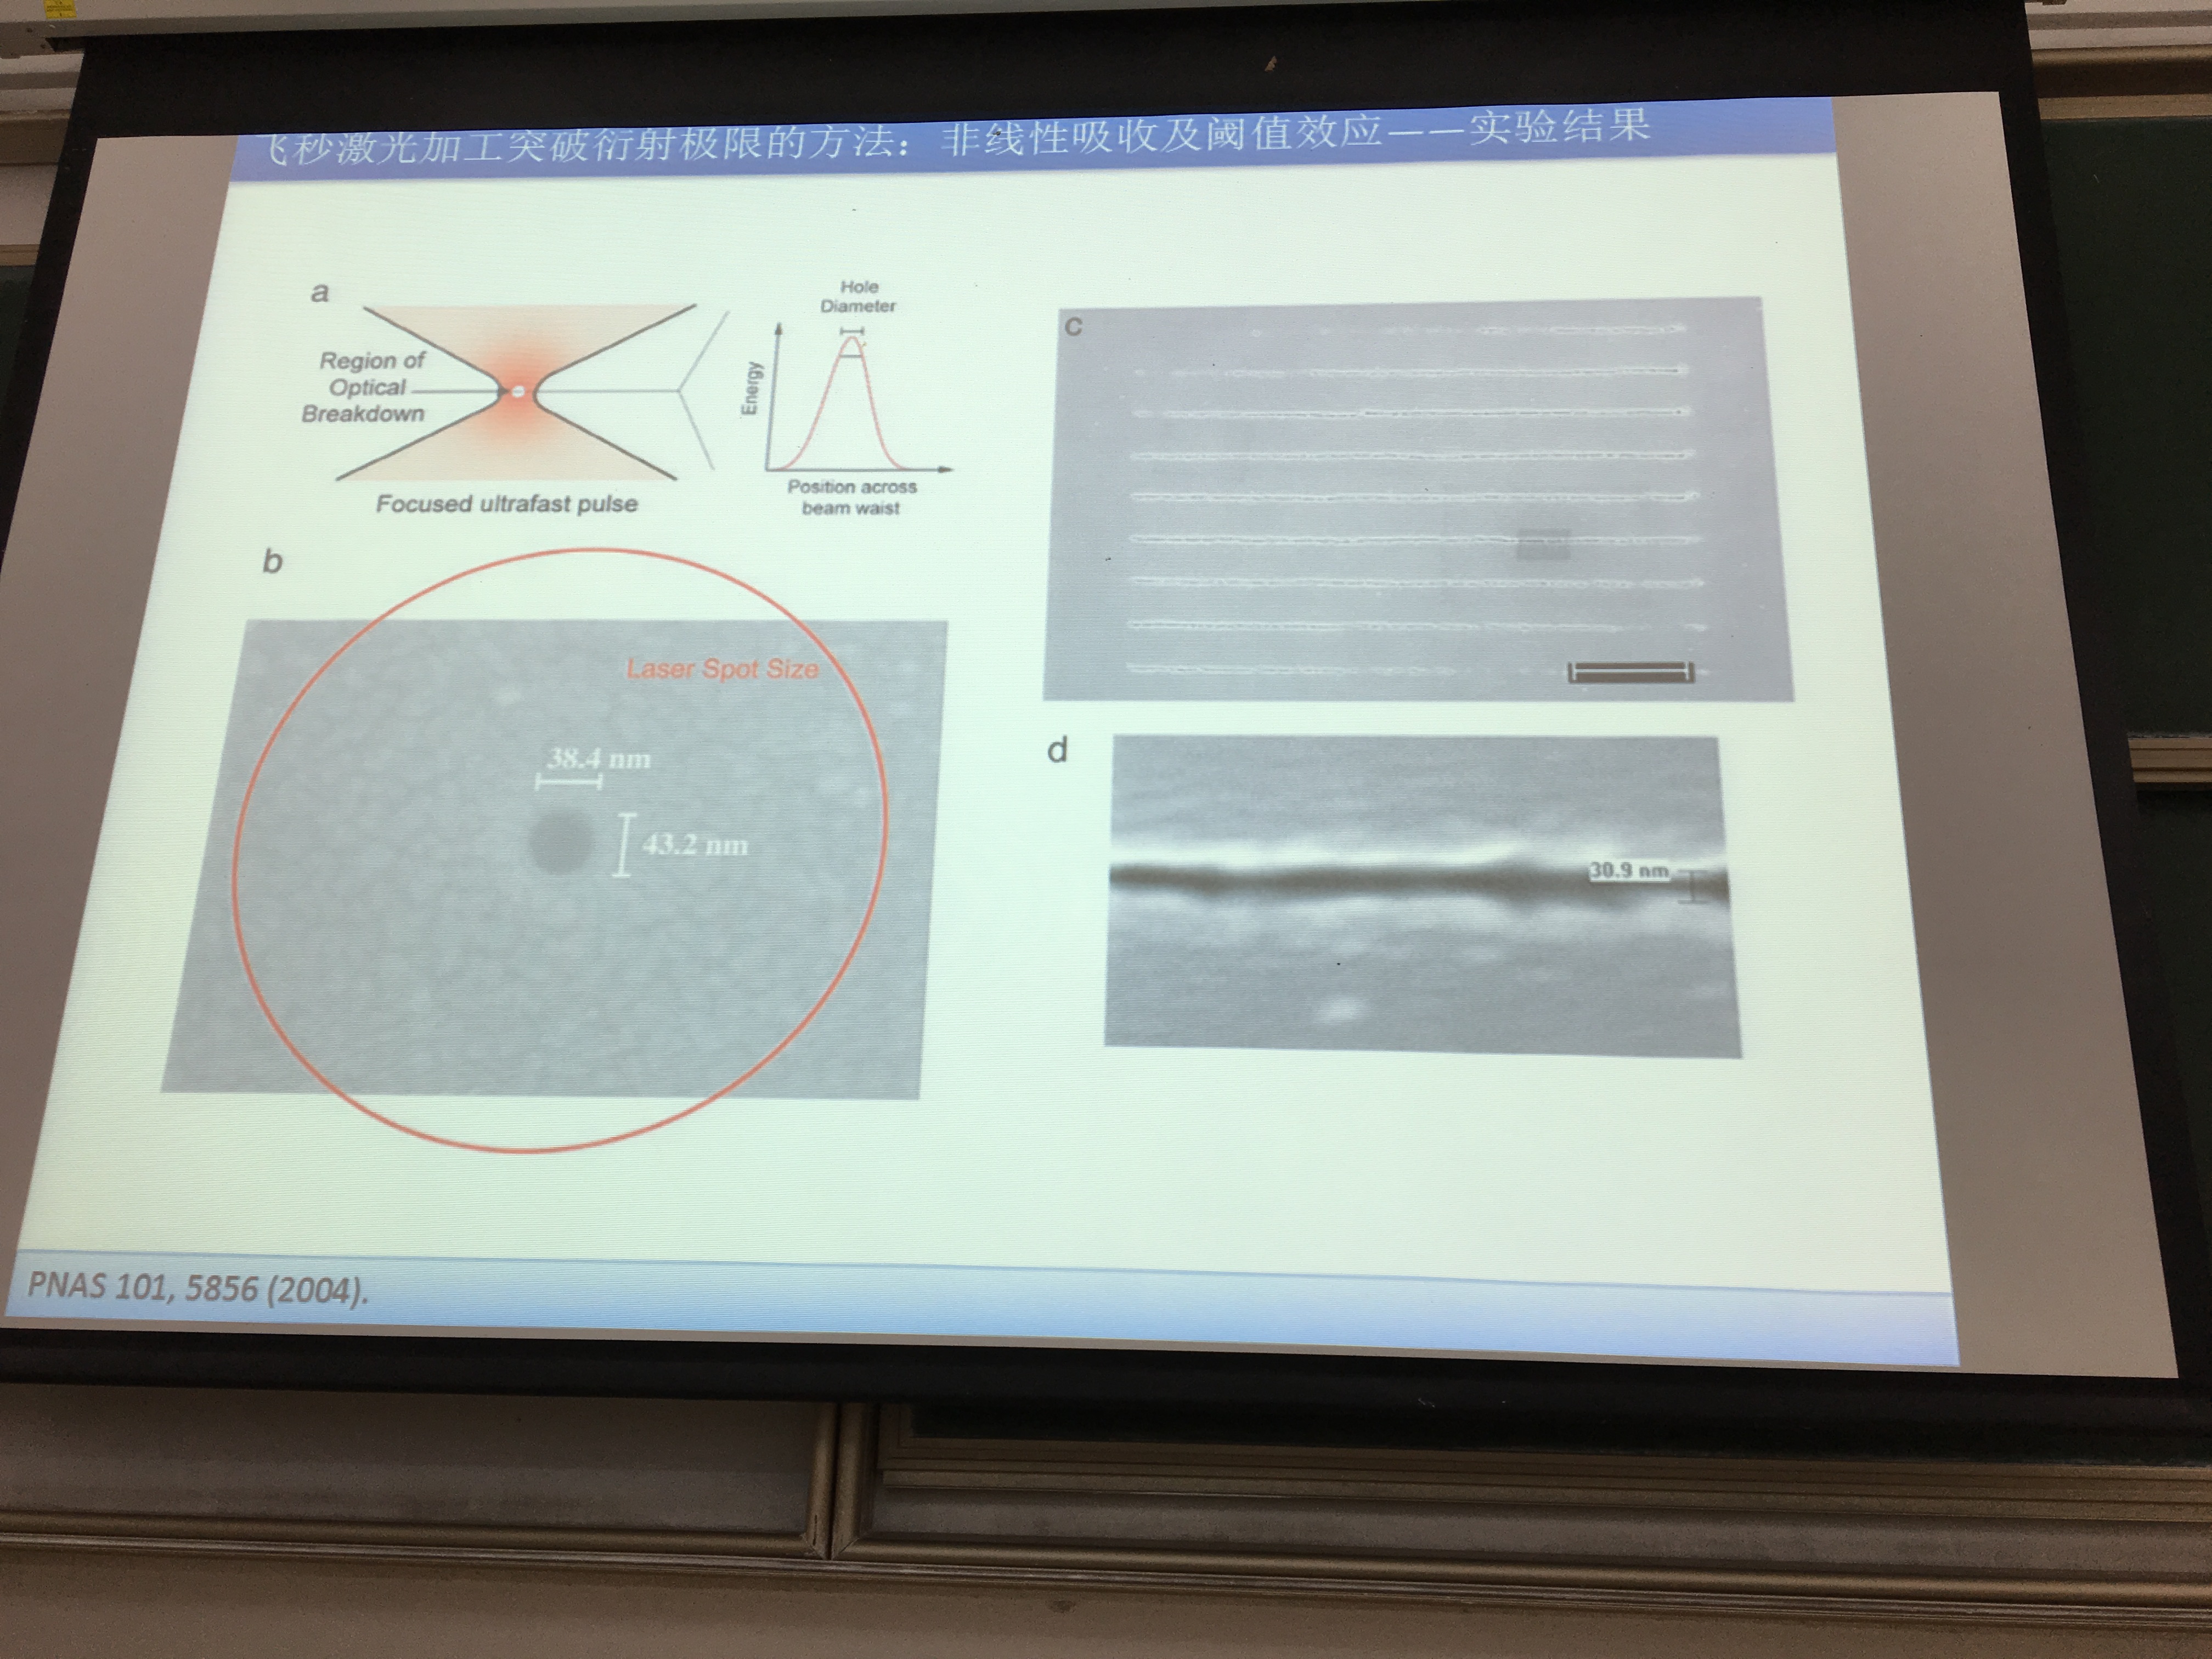 飞秒激光加工突破衍射极限的方法：非线性吸收及阈值效应——实验结果
a
Region of
Optical
Breakdown
Focused ultrafast pulse
Hole
Diameter
Energy
Position across
beam waist
b
Laser Spot Size
38.4 nm
43.2 nm
c
d
30.9 nm
PNAS 101, 5856 (2004).